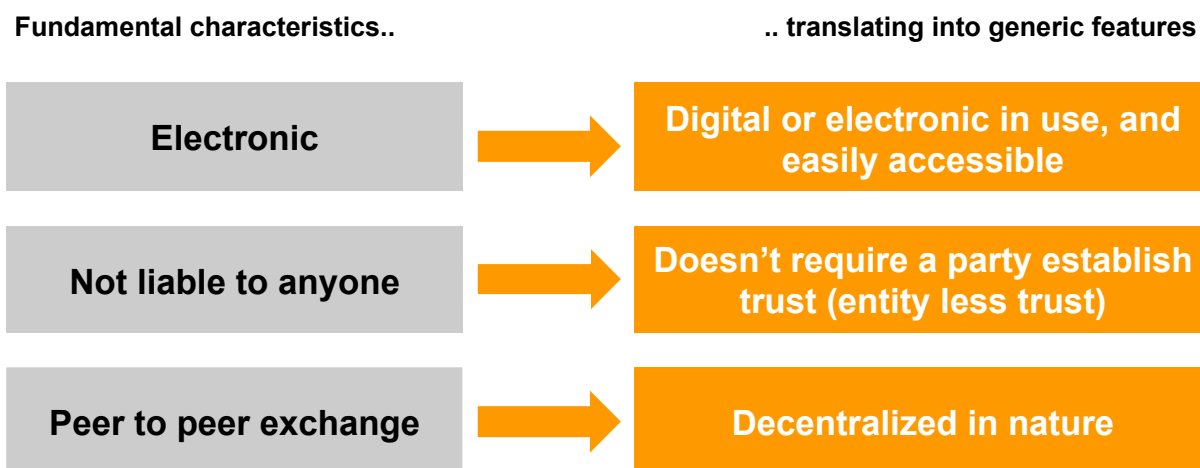 Fundamental characteristics..
.. translating into generic features
Electronic
Digital or electronic in use, and
easily accessible
Not liable to anyone
Doesn’t require a party establish
trust (entity less trust)
Peer to peer exchange
Decentralized in nature